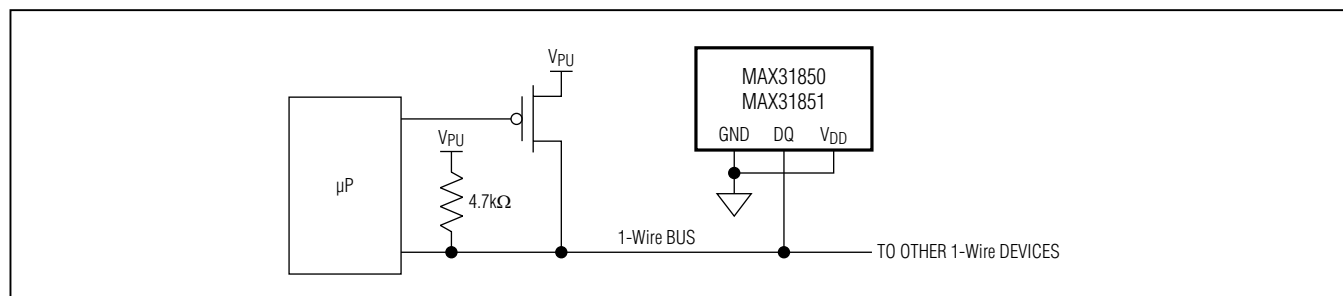 VPU
MAX31850
MAX31851
GND DQ VDD
VPU
µP
4.7kΩ
1-Wire BUS
TO OTHER 1-Wire DEVICES